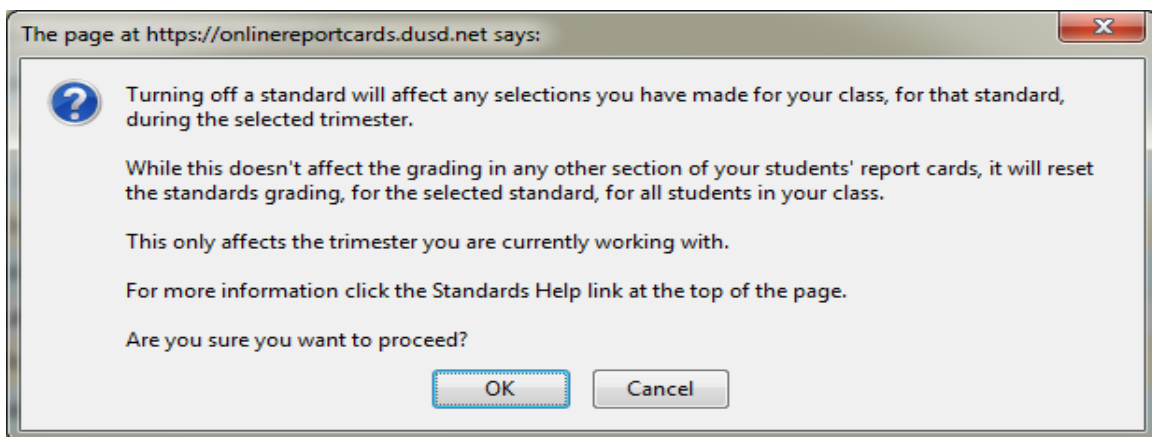 The page at https://onlinereportcards.dusd.net says:
Turning off a standard will affect any selections you have made for your class, for that standard,
during the selected trimester.
While this doesn't affect the grading in any other section of your students' report cards, it will reset
the standards grading, for the selected standard, for all students in your class.
This only affects the trimester you are currently working with.
For more information click the Standards Help link at the top of the page.
Are you sure you want to proceed?
OK Cancel